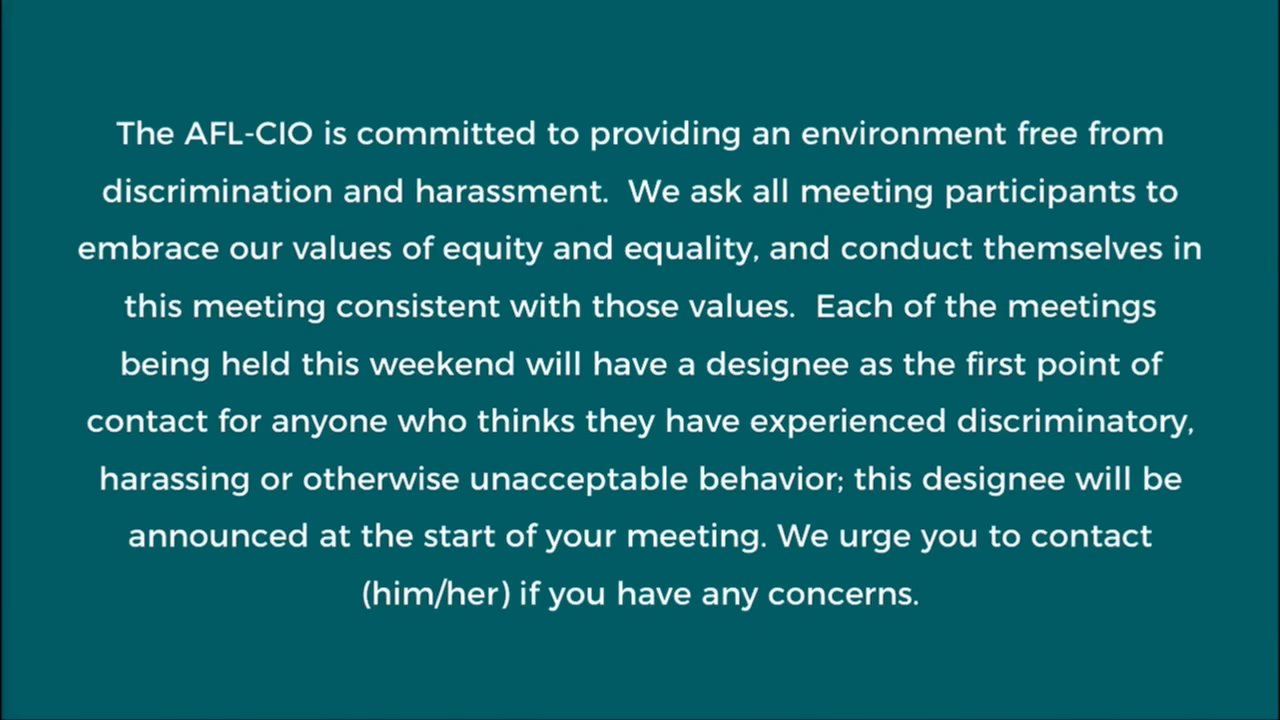 The AFL-CIO is committed to providing an environment free from
discrimination and harassment.  We ask all meeting participants to
embrace our values of equity and equality, and conduct themselves in
this meeting consistent with those values.  Each of the meetings
being held this weekend will have a designee as the first point of
contact for anyone who thinks they have experienced discriminatory,
harassing or otherwise unacceptable behavior; this designee will be
announced at the start of your meeting. We urge you to contact
(him/her) if you have any concerns.